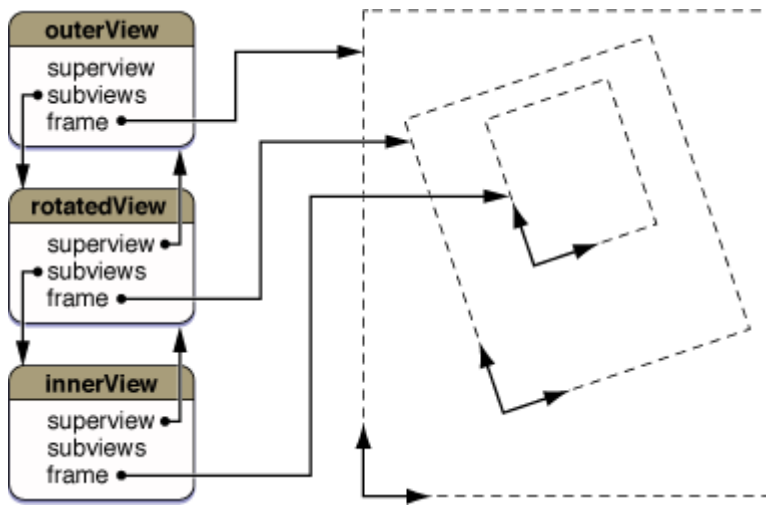 outerView
superview
subviews
frame
rotatedView
superview
subviews
frame
innerView
superview
subviews
frame